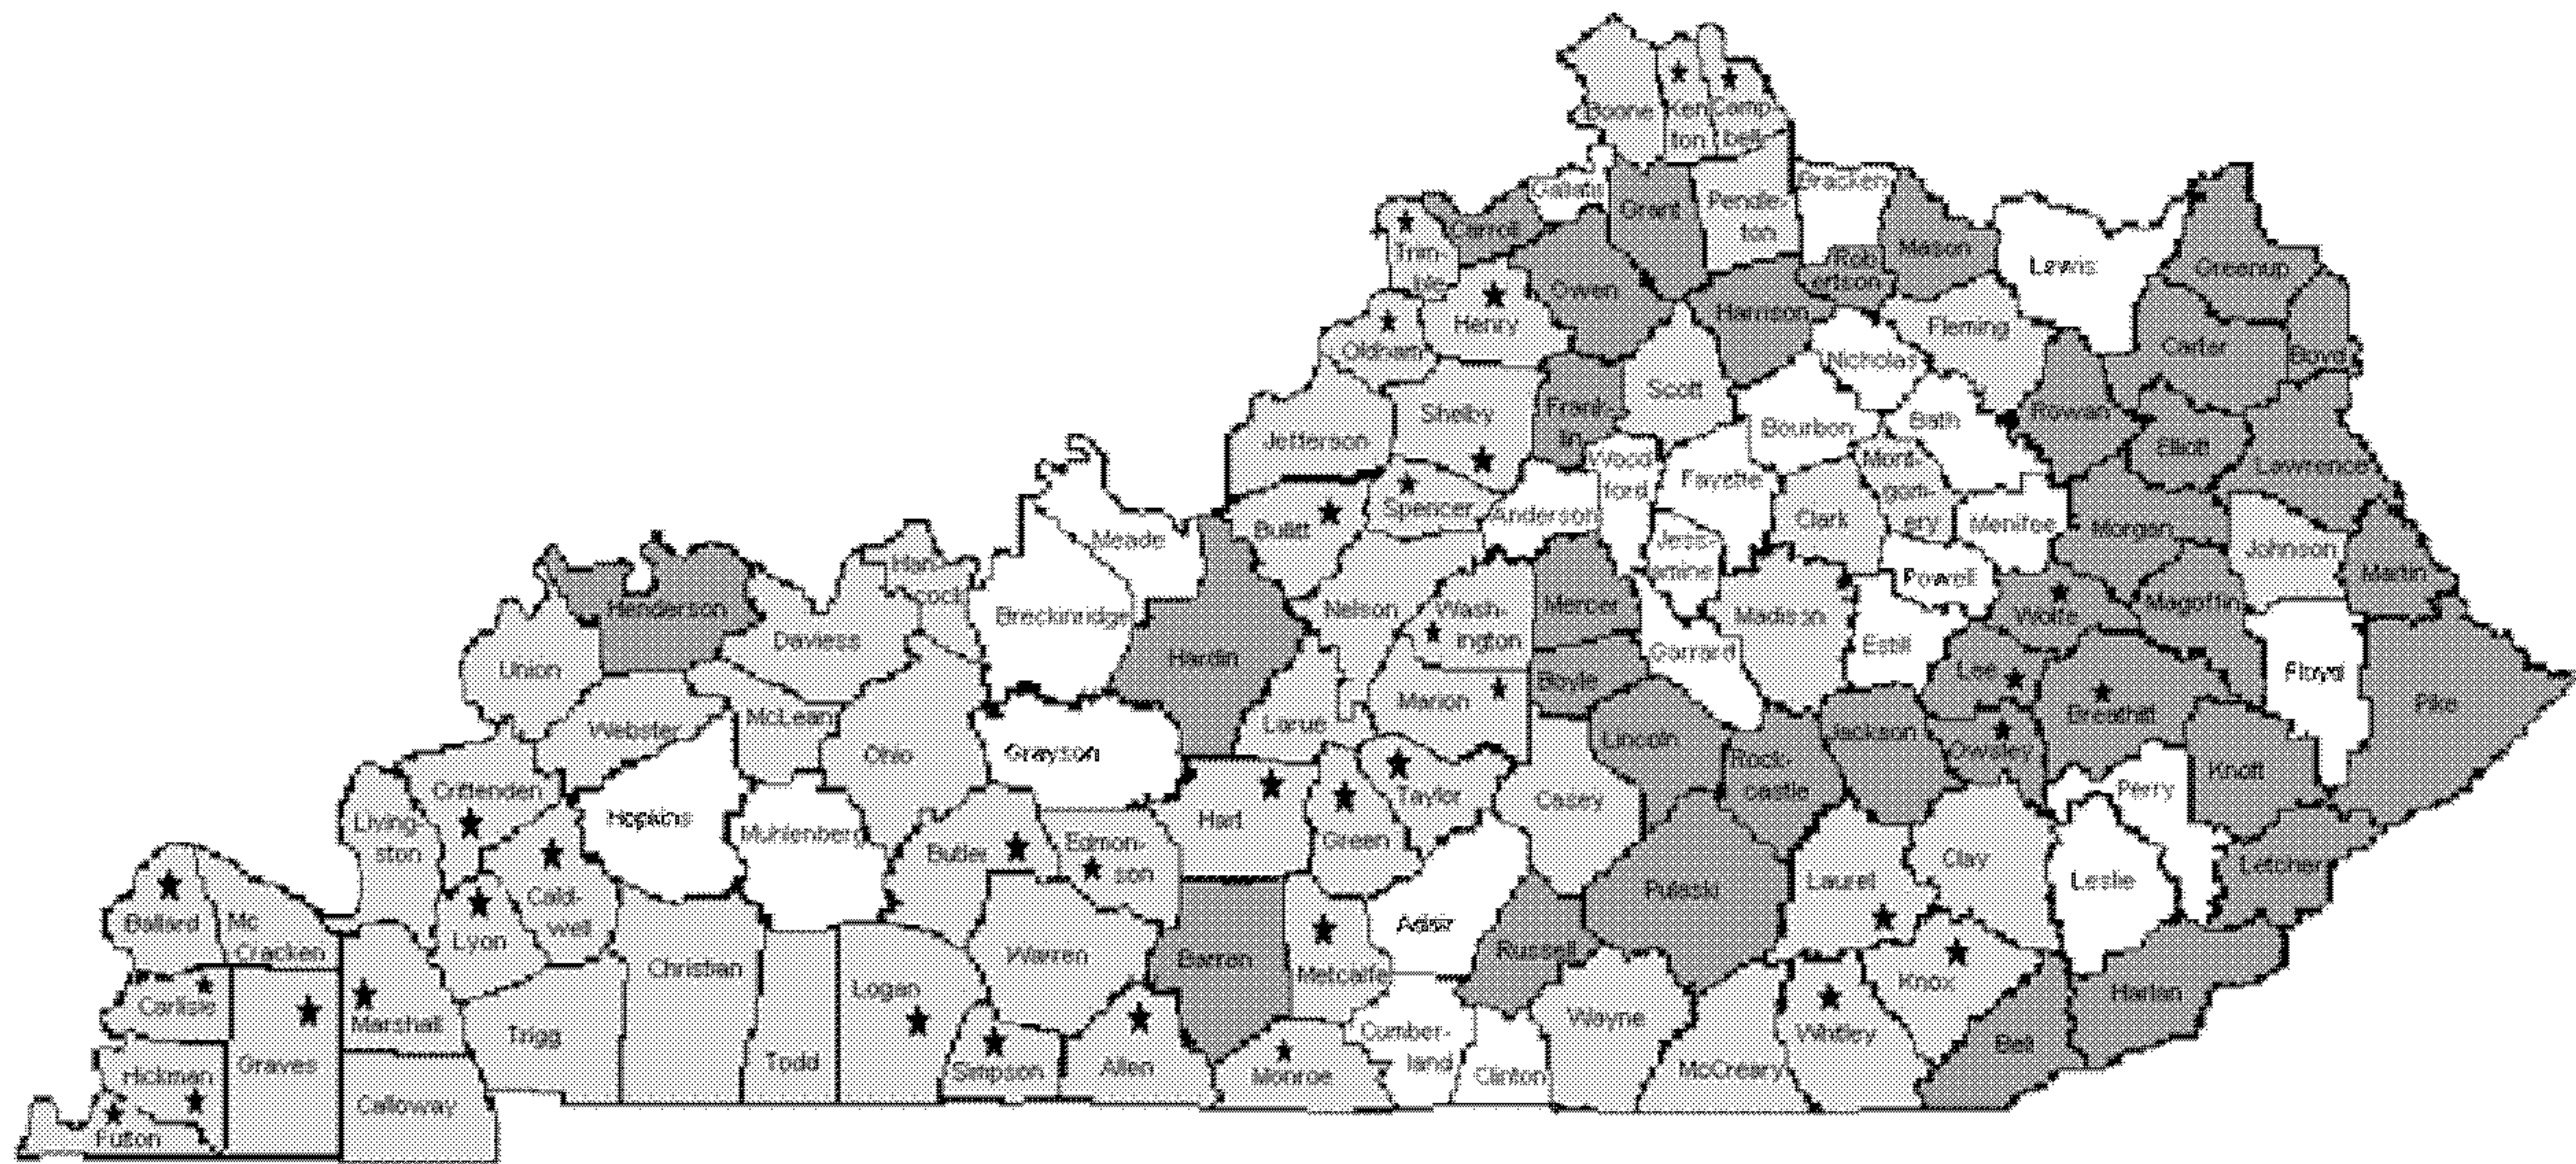 Boone
Ken
ton
Camp-
bell
Gallatin
Grant
Pendle-
ton
Bracken
Carroll
Trim-
ble
Owen
Harrison
Rob
ertson
Mason
Lewis
Greenup
Henry
Oldham
Scott
Nicholas
Fleming
Carter
Boyd
Jefferson
Shelby
Frank-
lin
Wood-
ford
Fayette
Bourbon
Bath
Mont-
gom-
ery
Rowan
Elliott
Lawrence
Bullitt
Spencer
Anderson
Jess-
amine
Clark
Menifee
Morgan
Johnson
Martin
Meade
Han-
cock
Henderson
Union
Daviess
Breckinridge
Hardin
Nelson
Wash-
ington
Mercer
Madison
Powell
Estill
Wolfe
Magoffin
Garrard
Boyle
Lee
Floyd
Pike
Webster
McLean
Ohio
Grayson
Larue
Marion
Lincoln
Rock-
castle
Jackson
Owsley
Breathitt
Knott
Perry
Crittenden
Living-
ston
Hopkins
Muhlenberg
Butler
Edmon-
son
Hart
Green
Taylor
Casey
Pulaski
Laurel
Clay
Leslie
Letcher
Ballard
Mc
Cracken
Lyon
Cald-
well
Christian
Warren
Barren
Metcalfe
Adair
Russell
Knox
Harlan
Carlisle
Graves
Marshall
Trigg
Todd
Logan
Simpson
Allen
Monroe
Cumber-
land
Clinton
Wayne
McCreary
Whitley
Bell
Hickman
Fulton
Calloway